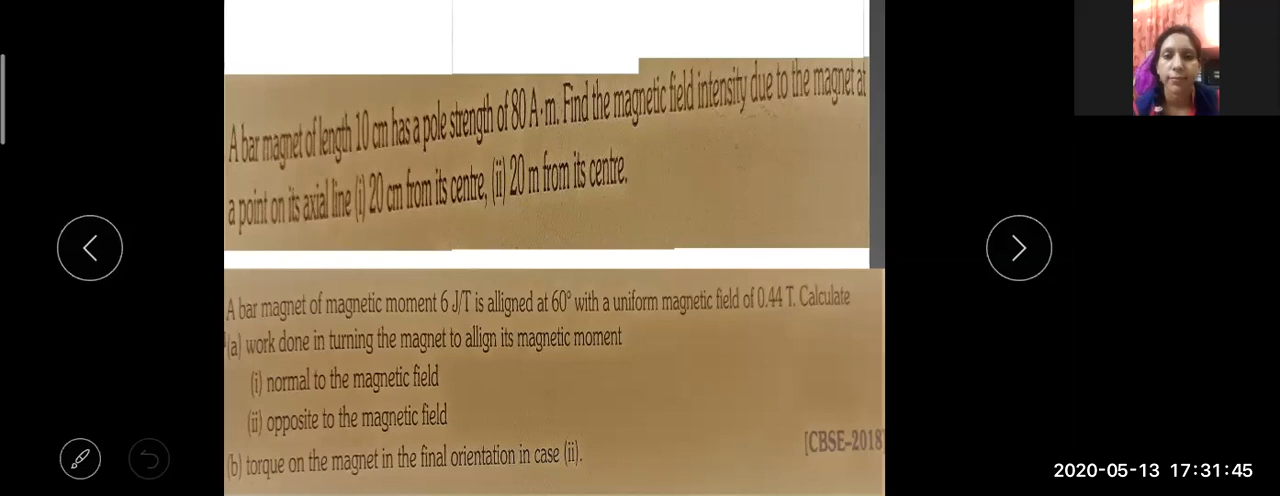 A bar magnet of length 10 cm has a pole strength of 80 A·m. Find the magnetic field intensity due to the magnet at
a point on its axial line (i) 20 cm from its centre, (ii) 20 m from its centre.
A bar magnet of magnetic moment 6 J/T is alligned at 60° with a uniform magnetic field of 0.44 T. Calculate
(a) work done in turning the magnet to allign its magnetic moment
(i) normal to the magnetic field
(ii) opposite to the magnetic field
(b) torque on the magnet in the final orientation in case (ii).
[CBSE–2018]
2020-05-13 17:31:45